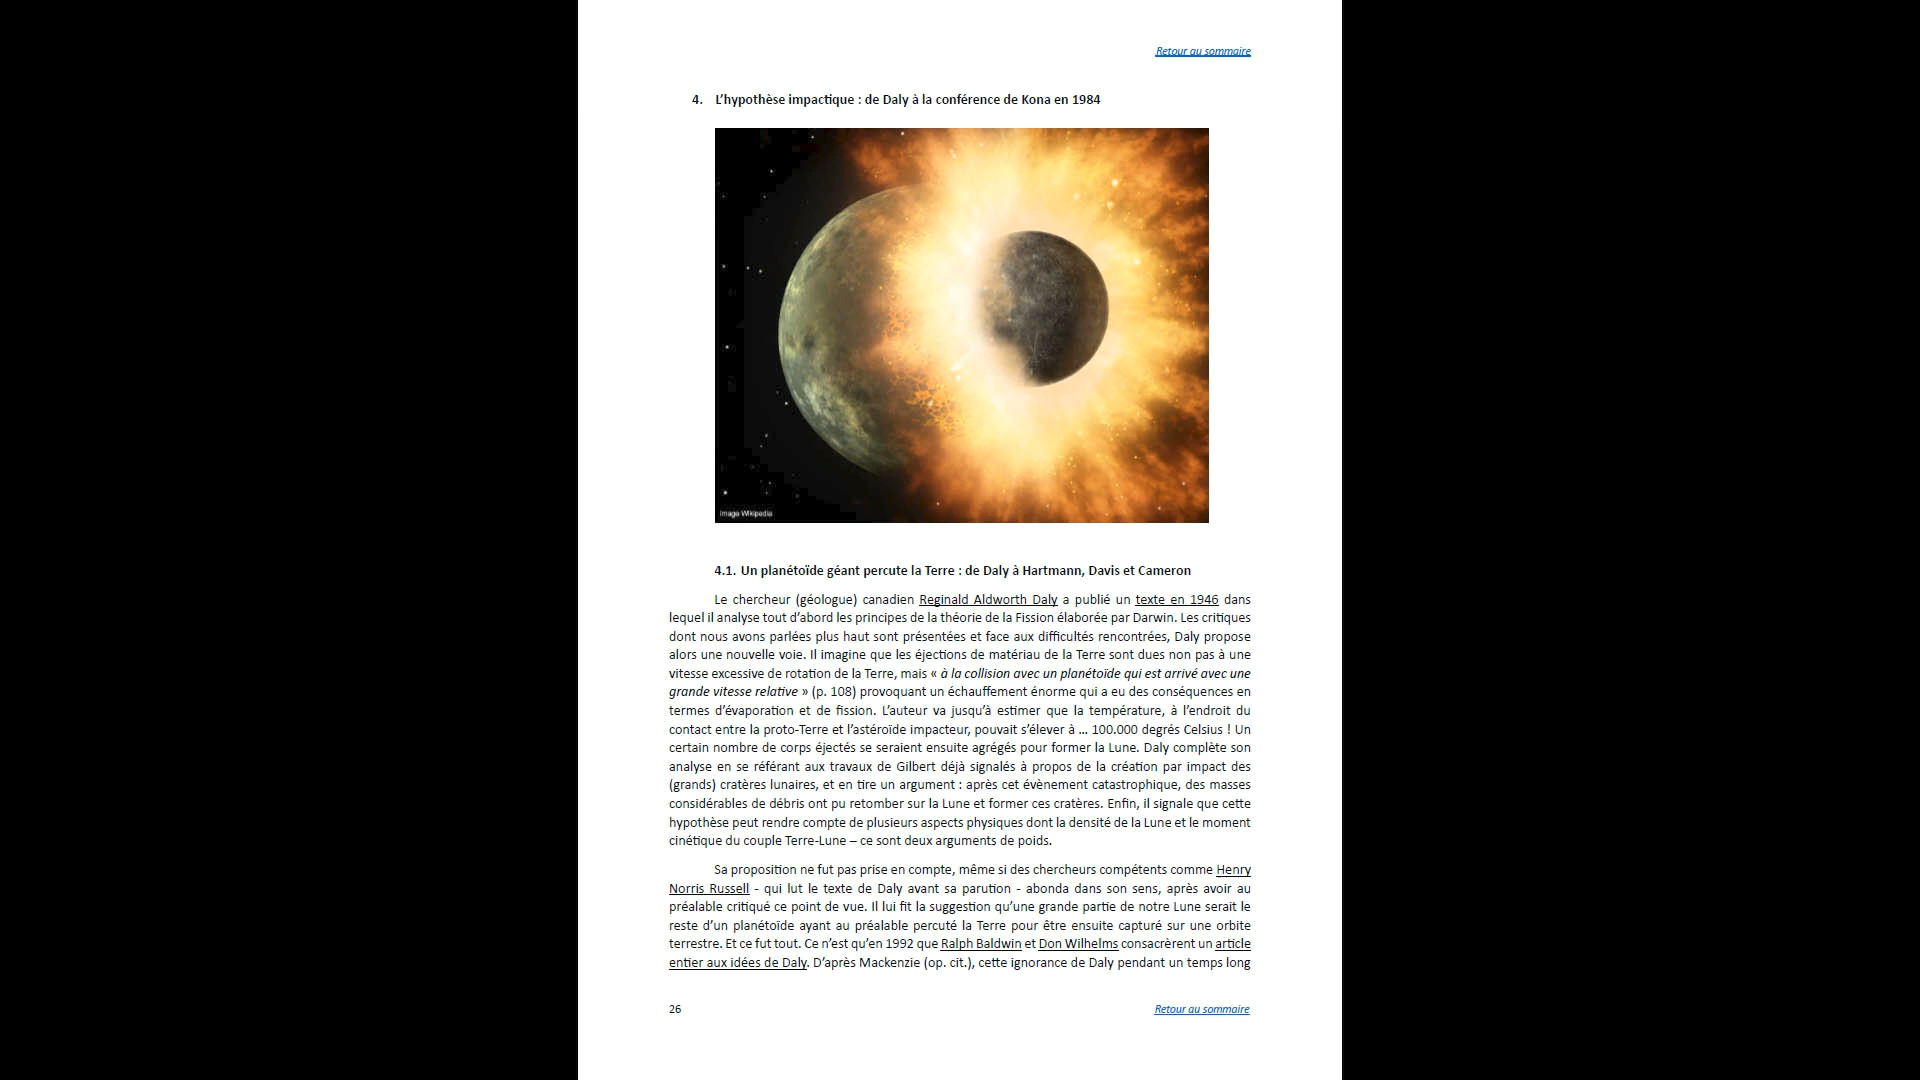 Retour au sommaire
4. L’hypothèse impactique : de Daly à la conférence de Kona en 1984
Image Wikipedia
4.1. Un planétoïde géant percute la Terre : de Daly à Hartmann, Davis et Cameron
Le chercheur (géologue) canadien Reginald Aldworth Daly a publié un texte en 1946 dans
lequel il analyse tout d’abord les principes de la théorie de la Fission élaborée par Darwin. Les critiques
dont nous avons parlées plus haut sont présentées et face aux difficultés rencontrées, Daly propose
alors une nouvelle voie. Il imagine que les éjections de matériau de la Terre sont dues non pas à une
vitesse excessive de rotation de la Terre, mais « à la collision avec un planétoïde qui est arrivé avec une
grande vitesse relative » (p. 108) provoquant un échauffement énorme qui a eu des conséquences en
termes d’évaporation et de fission. L’auteur va jusqu’à estimer que la température, à l’endroit du
contact entre la proto-Terre et l’astéroïde impacteur, pouvait s’élever à … 100.000 degrés Celsius ! Un
certain nombre de corps éjectés se seraient ensuite agrégés pour former la Lune. Daly complète son
analyse en se référant aux travaux de Gilbert déjà signalés à propos de la création par impact des
(grands) cratères lunaires, et en tire un argument : après cet évènement catastrophique, des masses
considérables de débris ont pu retomber sur la Lune et former ces cratères. Enfin, il signale que cette
hypothèse peut rendre compte de plusieurs aspects physiques dont la densité de la Lune et le moment
cinétique du couple Terre-Lune – ce sont deux arguments de poids.
Sa proposition ne fut pas prise en compte, même si des chercheurs compétents comme Henry
Norris Russell - qui lut le texte de Daly avant sa parution - abonda dans son sens, après avoir au
préalable critiqué ce point de vue. Il lui fit la suggestion qu’une grande partie de notre Lune serait le
reste d’un planétoïde ayant au préalable percuté la Terre pour être ensuite capturé sur une orbite
terrestre. Et ce fut tout. Ce n’est qu’en 1992 que Ralph Baldwin et Don Wilhelms consacrèrent un article
entier aux idées de Daly. D’après Mackenzie (op. cit.), cette ignorance de Daly pendant un temps long
26
Retour au sommaire